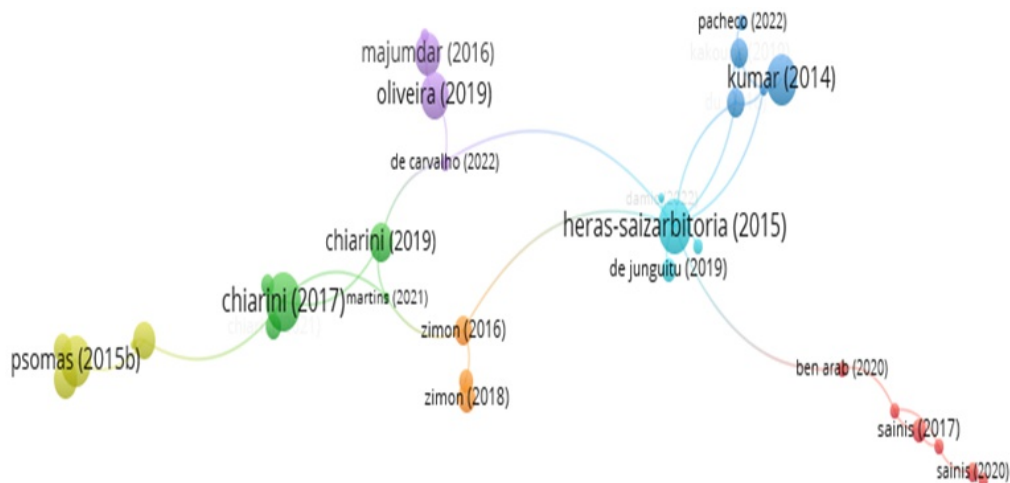 pacheco (2022)
majumdar (2016)
kumar (2014)
oliveira (2019)
de carvalho (2022)
heras-saizarbitoria (2015)
chiarini (2019)
de junguitu (2019)
chiarini (2017)
martins (2021)
zimon (2016)
psomas (2015b)
ben arab (2020)
zimon (2018)
sainis (2017)
sainis (2020)